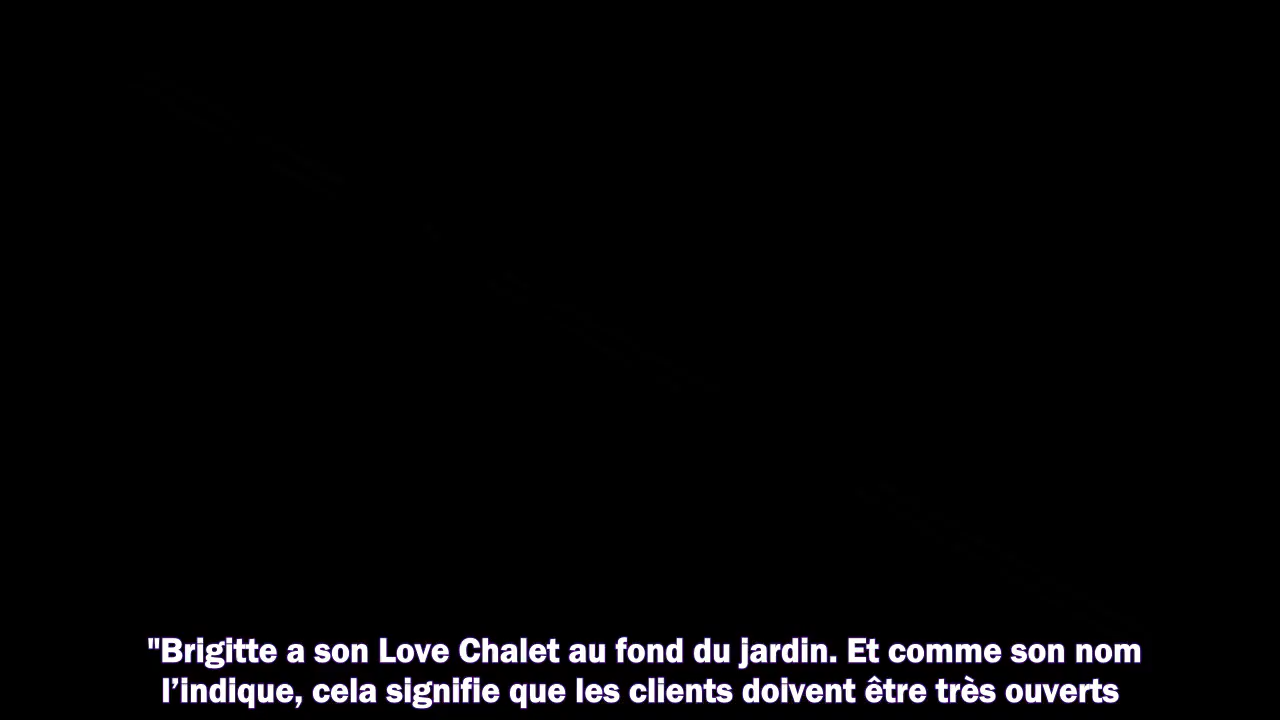 "Brigitte a son Love Chalet au fond du jardin. Et comme son nom
l’indique, cela signifie que les clients doivent être très ouverts